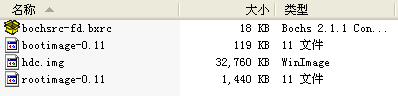 名称 大小 类型
bochsrc-fd.bxrc 18 KB Bochs 2.1.1 Con...
bootimage-0.11 119 KB 11 文件
hdc.img 32,760 KB WinImage
rootimage-0.11 1,440 KB 11 文件